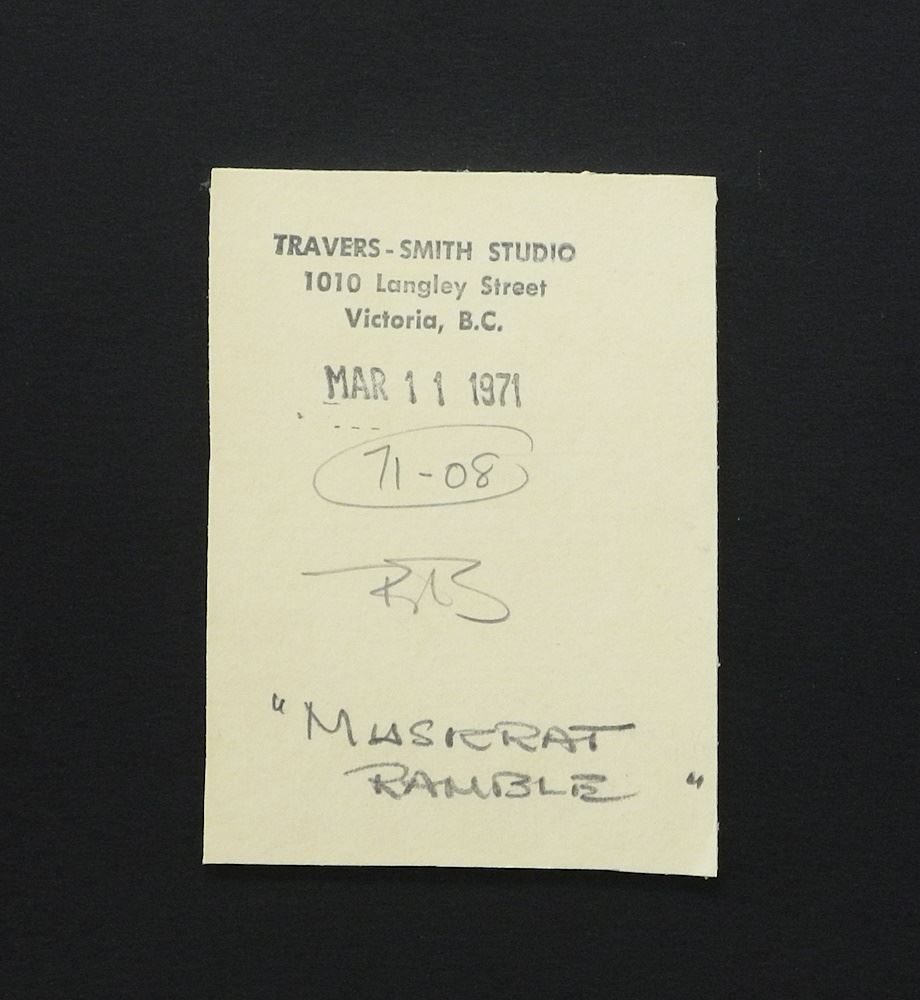 TRAVERS-SMITH STUDIO
1010 Langley Street
Victoria, B.C.
MAR 11 1971
71-08
"MUSKRAT
RAMBLE"